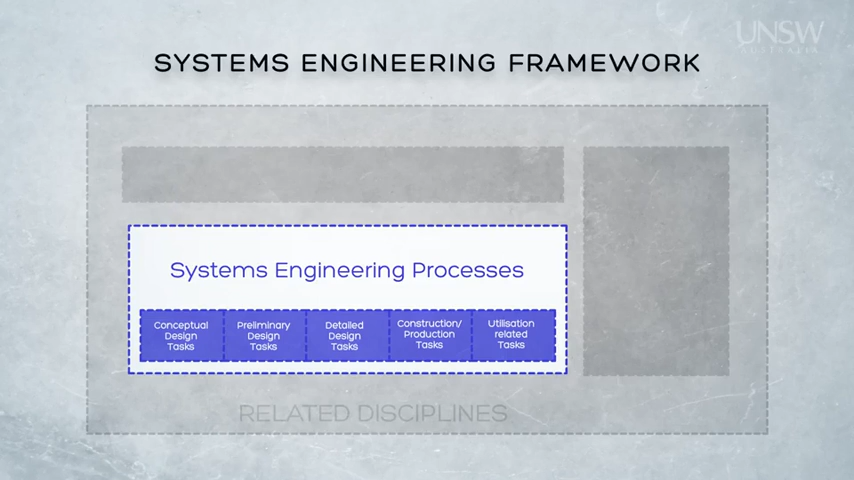 UNSW
AUSTRALIA
SYSTEMS ENGINEERING FRAMEWORK
Systems Engineering Processes
Conceptual
Design
Tasks
Preliminary
Design
Tasks
Detailed
Design
Tasks
Construction/
Production
Tasks
Utilisation
related
Tasks
RELATED DISCIPLINES